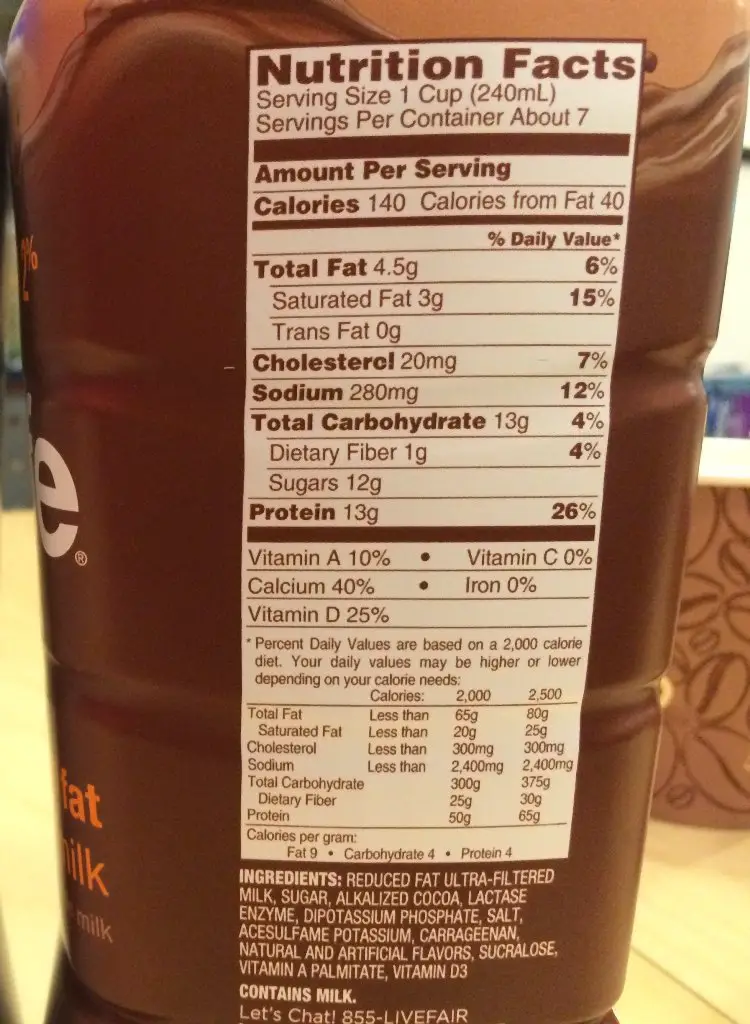 Nutrition Facts
Serving Size 1 Cup (240mL)
Servings Per Container About 7
Amount Per Serving
Calories 140 Calories from Fat 40
% Daily Value*
Total Fat 4.5g 6%
Saturated Fat 3g 15%
Trans Fat 0g
Cholesterol 20mg 7%
Sodium 280mg 12%
Total Carbohydrate 13g 4%
Dietary Fiber 1g 4%
Sugars 12g
Protein 13g 26%
Vitamin A 10% • Vitamin C 0%
Calcium 40% • Iron 0%
Vitamin D 25%
* Percent Daily Values are based on a 2,000 calorie
diet. Your daily values may be higher or lower
depending on your calorie needs:
Calories: 2,000 2,500
Total Fat Less than 65g 80g
Saturated Fat Less than 20g 25g
Cholesterol Less than 300mg 300mg
Sodium Less than 2,400mg 2,400mg
Total Carbohydrate 300g 375g
Dietary Fiber 25g 30g
Protein 50g 65g
Calories per gram:
Fat 9 • Carbohydrate 4 • Protein 4
INGREDIENTS: REDUCED FAT ULTRA-FILTERED
MILK, SUGAR, ALKALIZED COCOA, LACTASE
ENZYME, DIPOTASSIUM PHOSPHATE, SALT,
ACESULFAME POTASSIUM, CARRAGEENAN,
NATURAL AND ARTIFICIAL FLAVORS, SUCRALOSE,
VITAMIN A PALMITATE, VITAMIN D3
CONTAINS MILK.
Let's Chat! 855-LIVEFAIR
%
e®
fat
ilk
milk